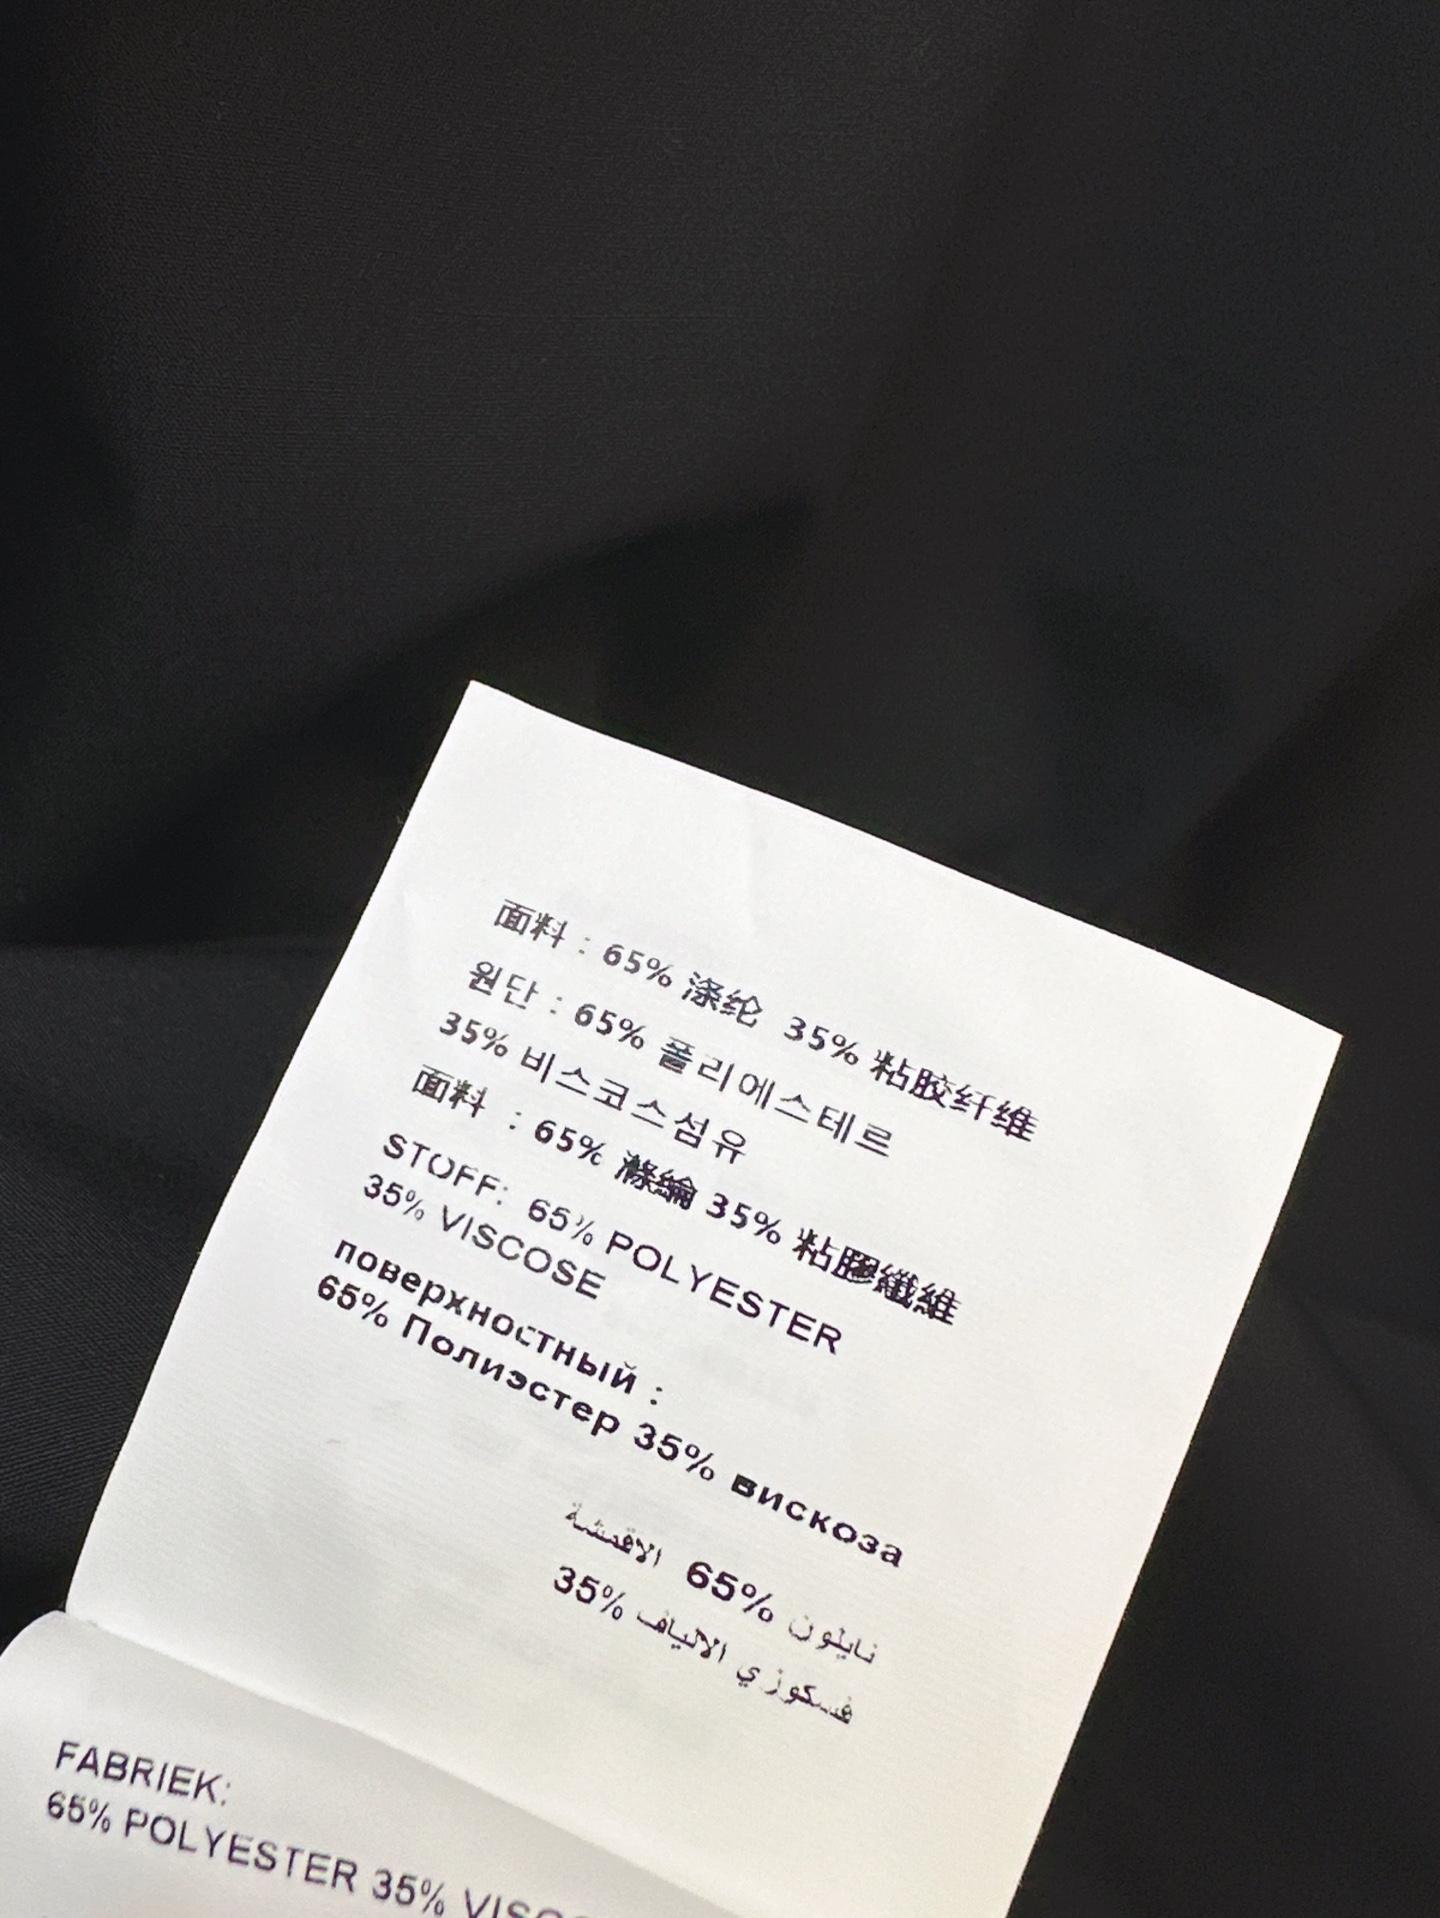 面料：65% 涤纶 35% 粘胶纤维
원단 : 65% 폴리에스테르
35% 비스코스섬유
面料 ：65% 滌綸 35% 粘膠纖維
STOFF: 65% POLYESTER
35% VISCOSE
поверхностный :
65% Полиэстер 35% вискоза
نايلون 65% الاقمشة
فسكوزي الالياف 35%
FABRIEK:
65% POLYESTER 35%